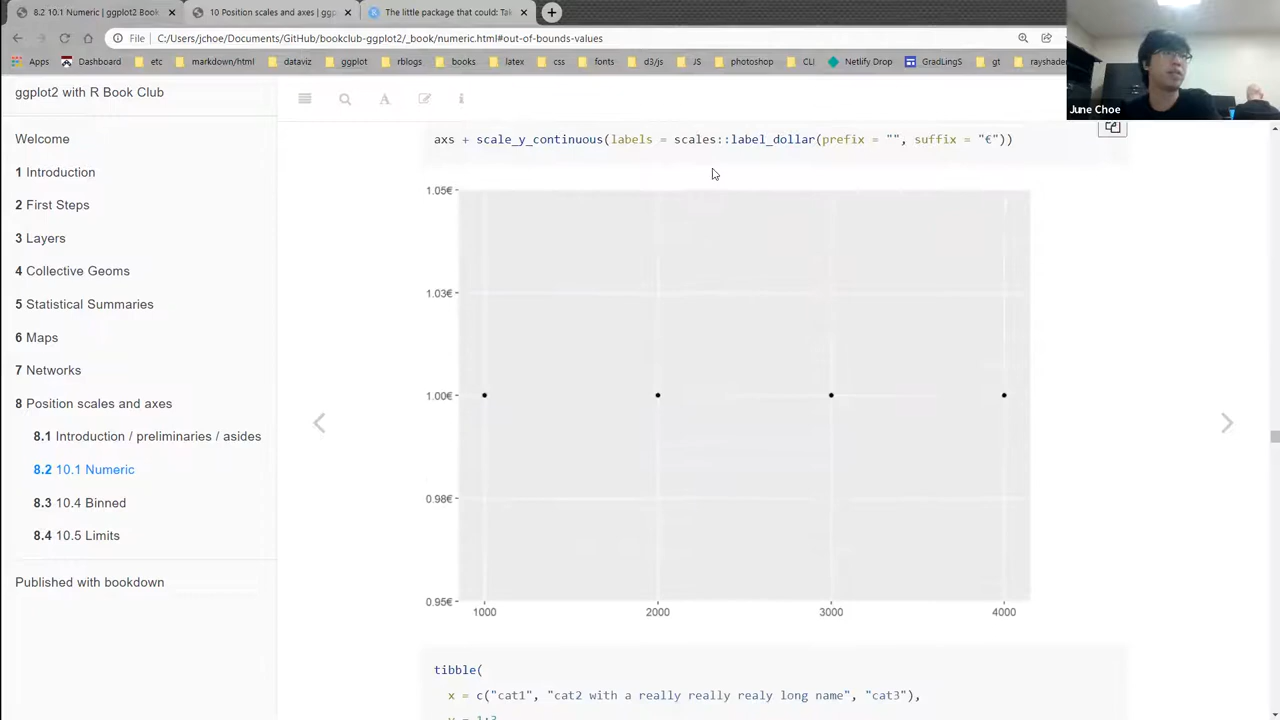 8.2 10.1 Numeric | ggplot2 Book
10 Position scales and axes | ggp
The little package that could: Tak
File
C:/Users/jchoe/Documents/GitHub/bookclub-ggplot2/_book/numeric.html#out-of-bounds-values
Apps Dashboard etc markdown/html dataviz ggplot rblogs books latex css fonts d3/js JS photoshop CLI Netlify Drop GradLingS gt rayshade
June Choe
ggplot2 with R Book Club
Welcome
1 Introduction
2 First Steps
3 Layers
4 Collective Geoms
5 Statistical Summaries
6 Maps
7 Networks
8 Position scales and axes
8.1 Introduction / preliminaries / asides
8.2 10.1 Numeric
8.3 10.4 Binned
8.4 10.5 Limits
Published with bookdown
axs + scale_y_continuous(labels = scales::label_dollar(prefix = "", suffix = "€"))
1.05€
1.03€
1.00€
0.98€
0.95€
1000 2000 3000 4000
tibble(
x = c("cat1", "cat2 with a really really realy long name", "cat3"),
y = 1:3